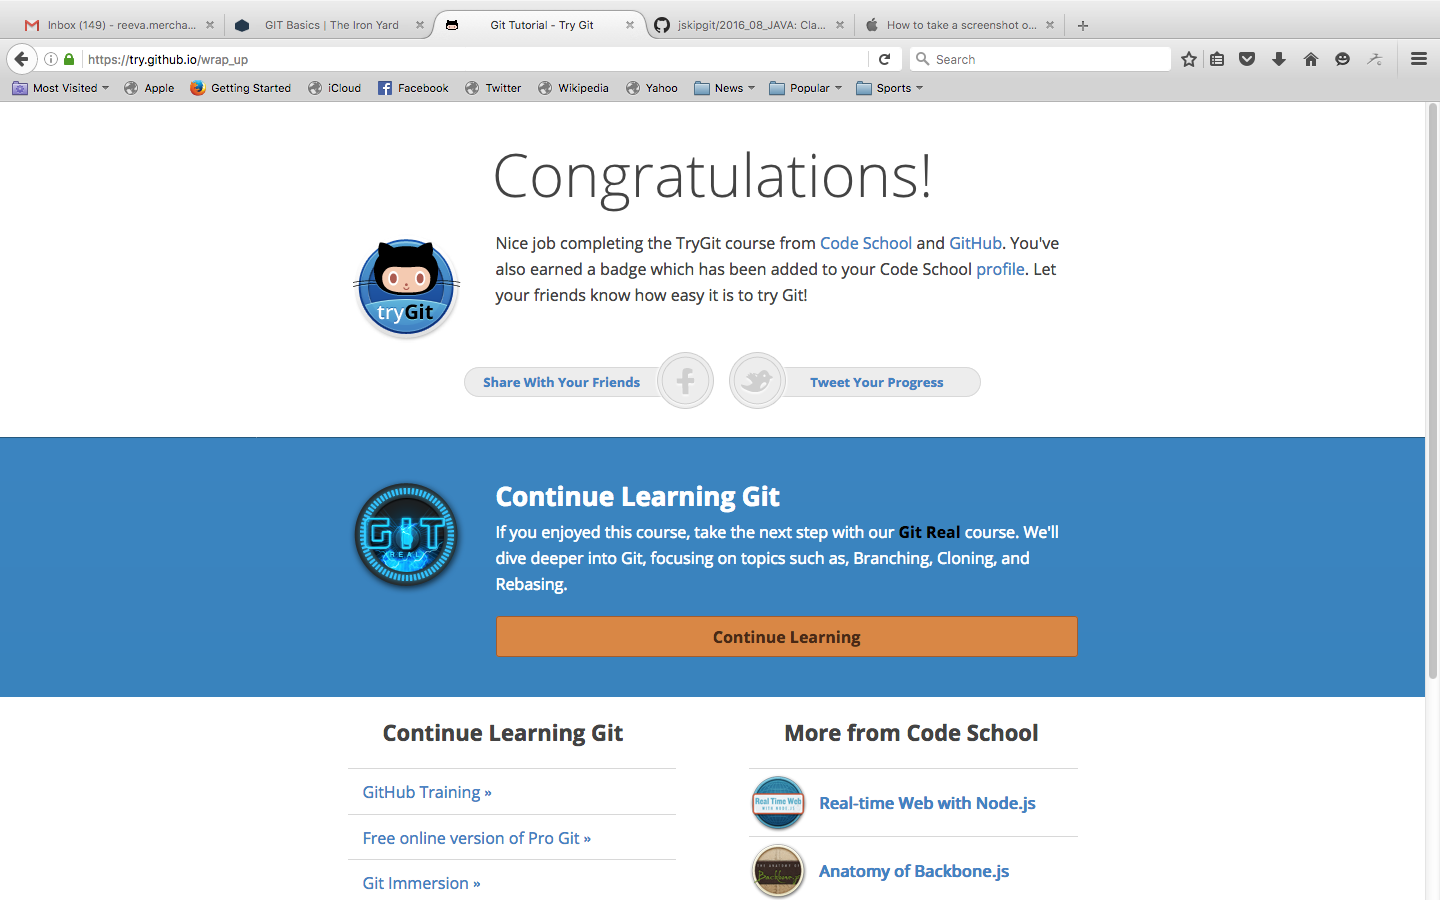 Inbox (149) - reeva.mercha...
GIT Basics | The Iron Yard
Git Tutorial - Try Git
jskipgit/2016_08_JAVA: Cla...
How to take a screenshot o...
https://try.github.io/wrap_up
Search
Most Visited
Apple
Getting Started
iCloud
Facebook
Twitter
Wikipedia
Yahoo
News
Popular
Sports
Congratulations!
Nice job completing the TryGit course from Code School and GitHub. You've
also earned a badge which has been added to your Code School profile. Let
your friends know how easy it is to try Git!
tryGit
Share With Your Friends
Tweet Your Progress
Continue Learning Git
If you enjoyed this course, take the next step with our Git Real course. We'll
dive deeper into Git, focusing on topics such as, Branching, Cloning, and
Rebasing.
GIT
REAL
Continue Learning
Continue Learning Git
GitHub Training »
Free online version of Pro Git »
Git Immersion »
More from Code School
Real Time Web
WITH NODE.JS
Real-time Web with Node.js
THE ANATOMY OF
Backbone
Anatomy of Backbone.js